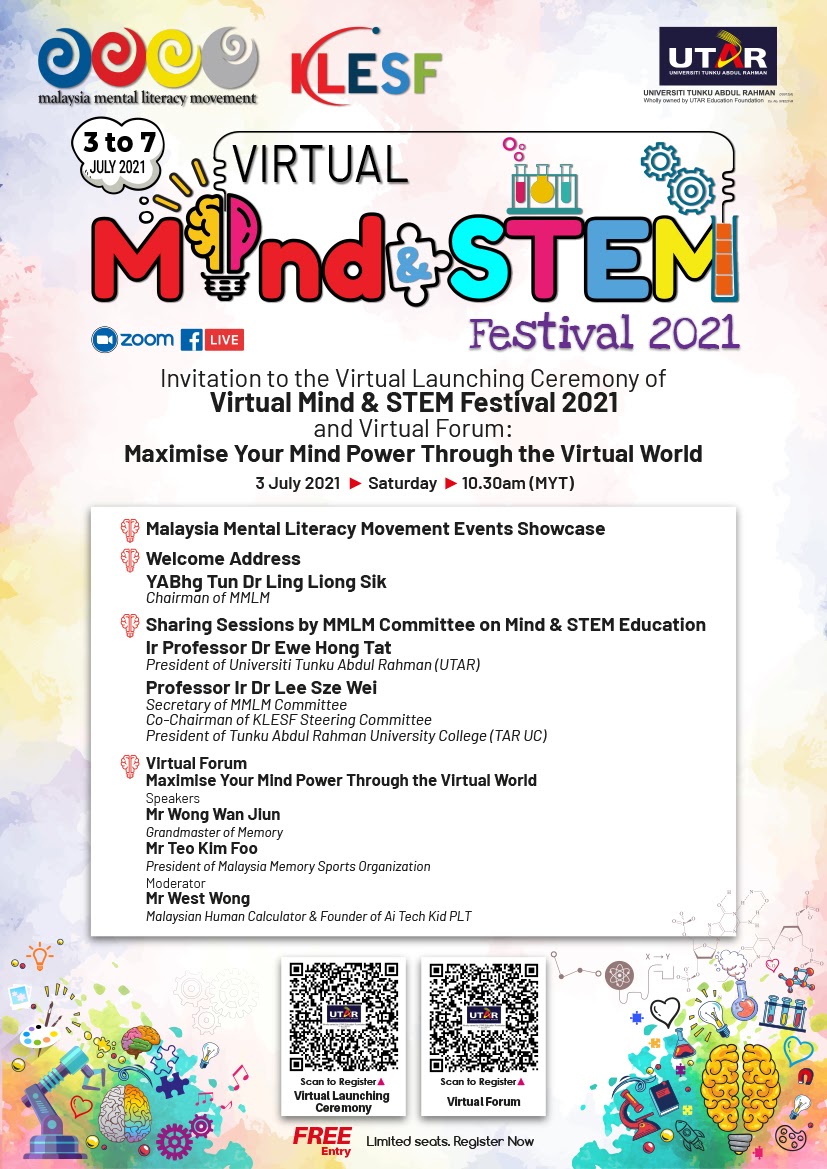 malaysia mental literacy movement
KLESF
UTAR
UNIVERSITI TUNKU ABDUL RAHMAN
UNIVERSITI TUNKU ABDUL RAHMAN
Wholly owned by UTAR Education Foundation
3 to 7
JULY 2021
VIRTUAL
Mind & STEM
Festival 2021
zoom f LIVE
Invitation to the Virtual Launching Ceremony of
Virtual Mind & STEM Festival 2021
and Virtual Forum:
Maximise Your Mind Power Through the Virtual World
3 July 2021 ▶ Saturday ▶ 10.30am (MYT)
Malaysia Mental Literacy Movement Events Showcase
Welcome Address
YABhg Tun Dr Ling Liong Sik
Chairman of MMLM
Sharing Sessions by MMLM Committee on Mind & STEM Education
Ir Professor Dr Ewe Hong Tat
President of Universiti Tunku Abdul Rahman (UTAR)
Professor Ir Dr Lee Sze Wei
Secretary of MMLM Committee
Co-Chairman of KLESF Steering Committee
President of Tunku Abdul Rahman University College (TAR UC)
Virtual Forum
Maximise Your Mind Power Through the Virtual World
Speakers
Mr Wong Wan Jiun
Grandmaster of Memory
Mr Teo Kim Foo
President of Malaysia Memory Sports Organization
Moderator
Mr West Wong
Malaysian Human Calculator & Founder of Ai Tech Kid PLT
X → Y
UTAR
UTAR
Scan to Register▲
Virtual Launching
Ceremony
Scan to Register▲
Virtual Forum
FREE
Entry
Limited seats. Register Now